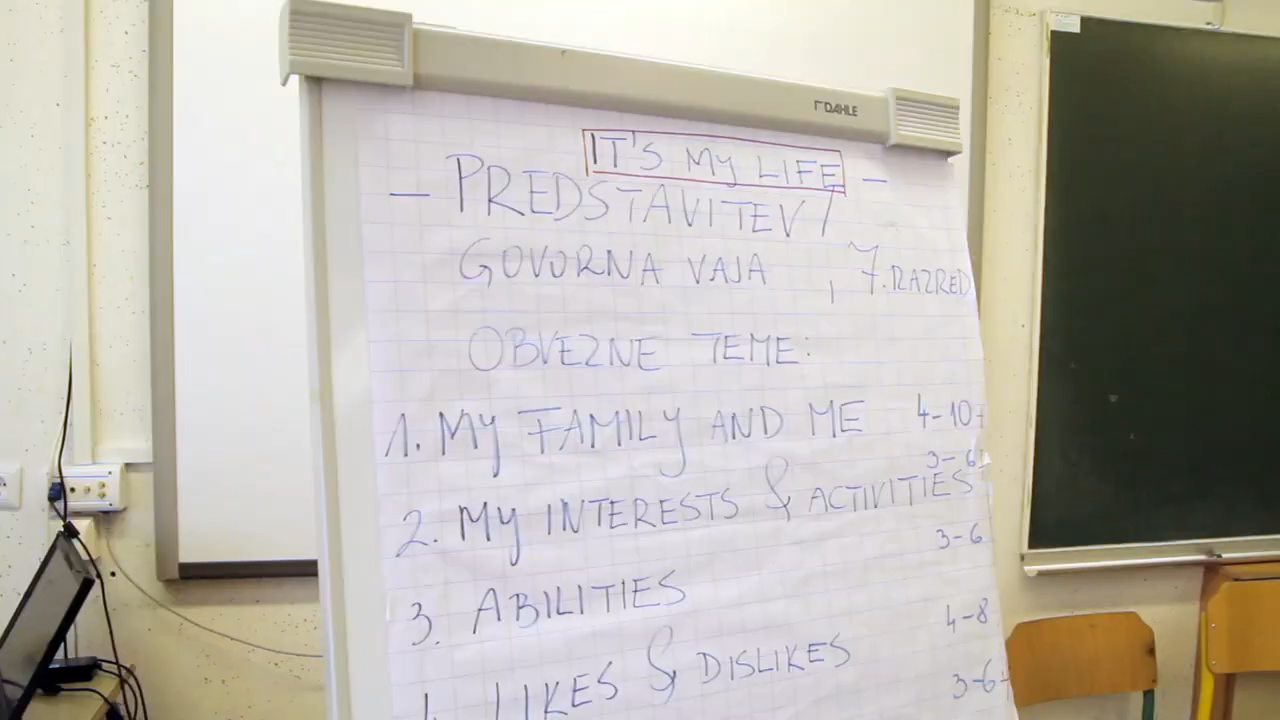 DAHLE
IT'S MY LIFE
— PREDSTAVITEV / —
GOVORNA VAJA , 7. RAZRED
OBVEZNE TEME:
1. MY FAMILY AND ME 4-10+
3-6
2. MY INTERESTS & ACTIVITIES
3-6
3. ABILITIES
4-8
4. LIKES & DISLIKES
3-6